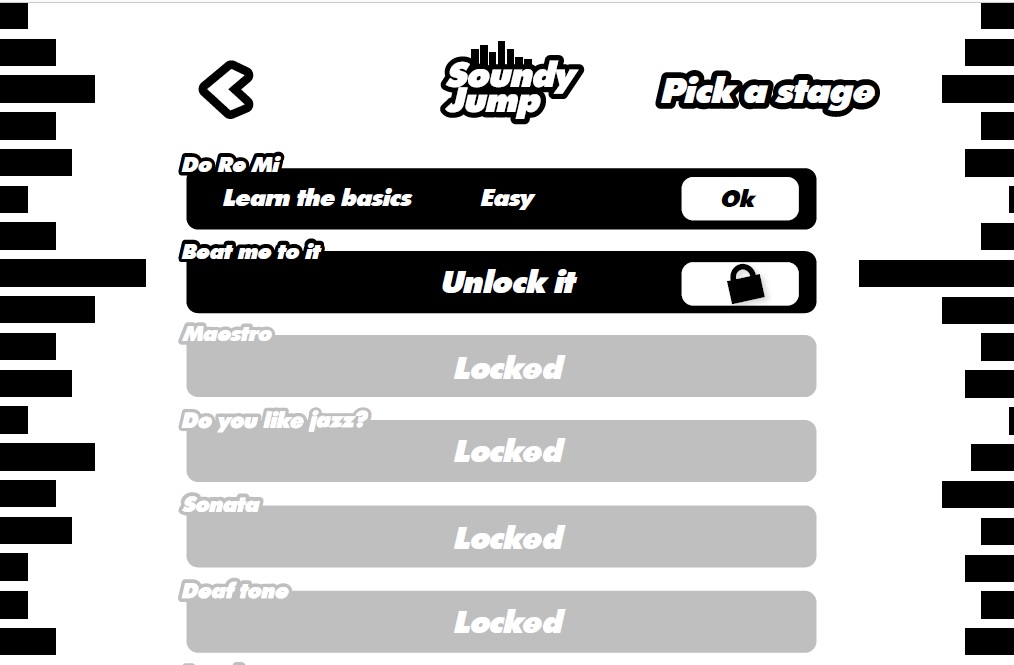 Soundy
Jump
Pick a stage
Do Re Mi
Learn the basics Easy Ok
Beat me to it
Unlock it
Maestro
Locked
Do you like jazz?
Locked
Sonata
Locked
Deaf tone
Locked